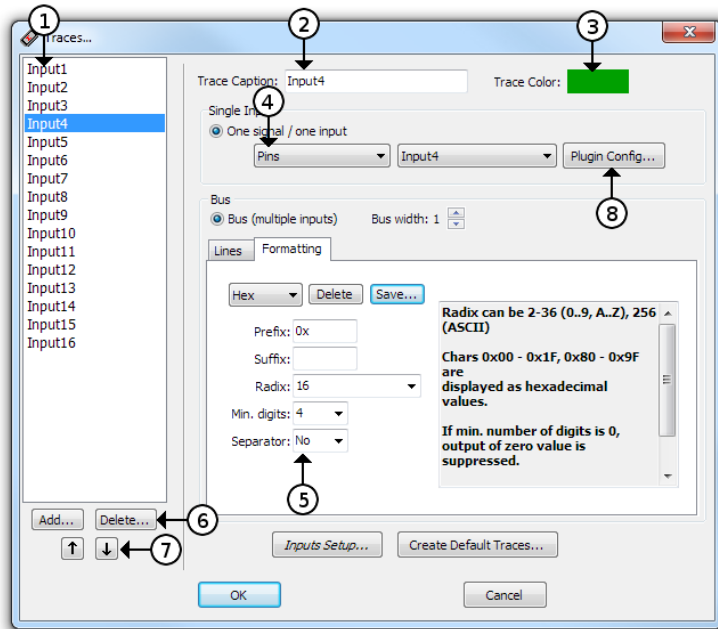 1
2
3
Traces...
Input1
Input2
Input3
Input4
Input5
Input6
Input7
Input8
Input9
Input10
Input11
Input12
Input13
Input14
Input15
Input16
Add...
Delete...
6
7
Trace Caption: Input4
Trace Color:
4
Single
One signal / one input
Pins
Input4
Plugin Config...
8
Bus
Bus (multiple inputs)
Bus width: 1
Lines
Formatting
Hex
Delete
Save...
Prefix: 0x
Suffix:
Radix: 16
Min. digits: 4
Separator: No
5
Radix can be 2-36 (0..9, A..Z), 256
(ASCII)
Chars 0x00 - 0x1F, 0x80 - 0x9F
are
displayed as hexadecimal
values.
If min. number of digits is 0,
output of zero value is
suppressed.
Inputs Setup...
Create Default Traces...
OK
Cancel